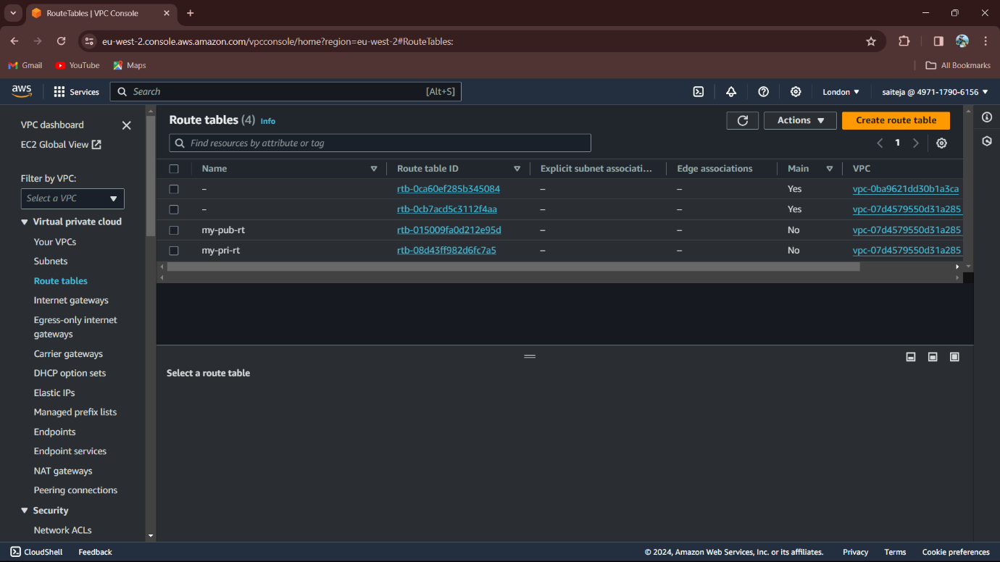 RouteTables | VPC Console
eu-west-2.console.aws.amazon.com/vpcconsole/home?region=eu-west-2#RouteTables:
Gmail YouTube Maps All Bookmarks
aws Services Search [Alt+S] London saiteja @ 4971-1790-6156
VPC dashboard
EC2 Global View
Filter by VPC:
Select a VPC
Virtual private cloud
Your VPCs
Subnets
Route tables
Internet gateways
Egress-only internet
gateways
Carrier gateways
DHCP option sets
Elastic IPs
Managed prefix lists
Endpoints
Endpoint services
NAT gateways
Peering connections
Security
Network ACLs
Route tables (4) Info
Actions Create route table
Find resources by attribute or tag
1
Name Route table ID Explicit subnet associati... Edge associations Main VPC
– rtb-0ca60ef285b345084 – – Yes vpc-0ba9621dd30b1a3ca
– rtb-0cb7acd5c3112f4aa – – Yes vpc-07d4579550d31a285
my-pub-rt rtb-015009fa0d212e95d – – No vpc-07d4579550d31a285
my-pri-rt rtb-08d43ff982d6fc7a5 – – No vpc-07d4579550d31a285
Select a route table
CloudShell Feedback © 2024, Amazon Web Services, Inc. or its affiliates. Privacy Terms Cookie preferences